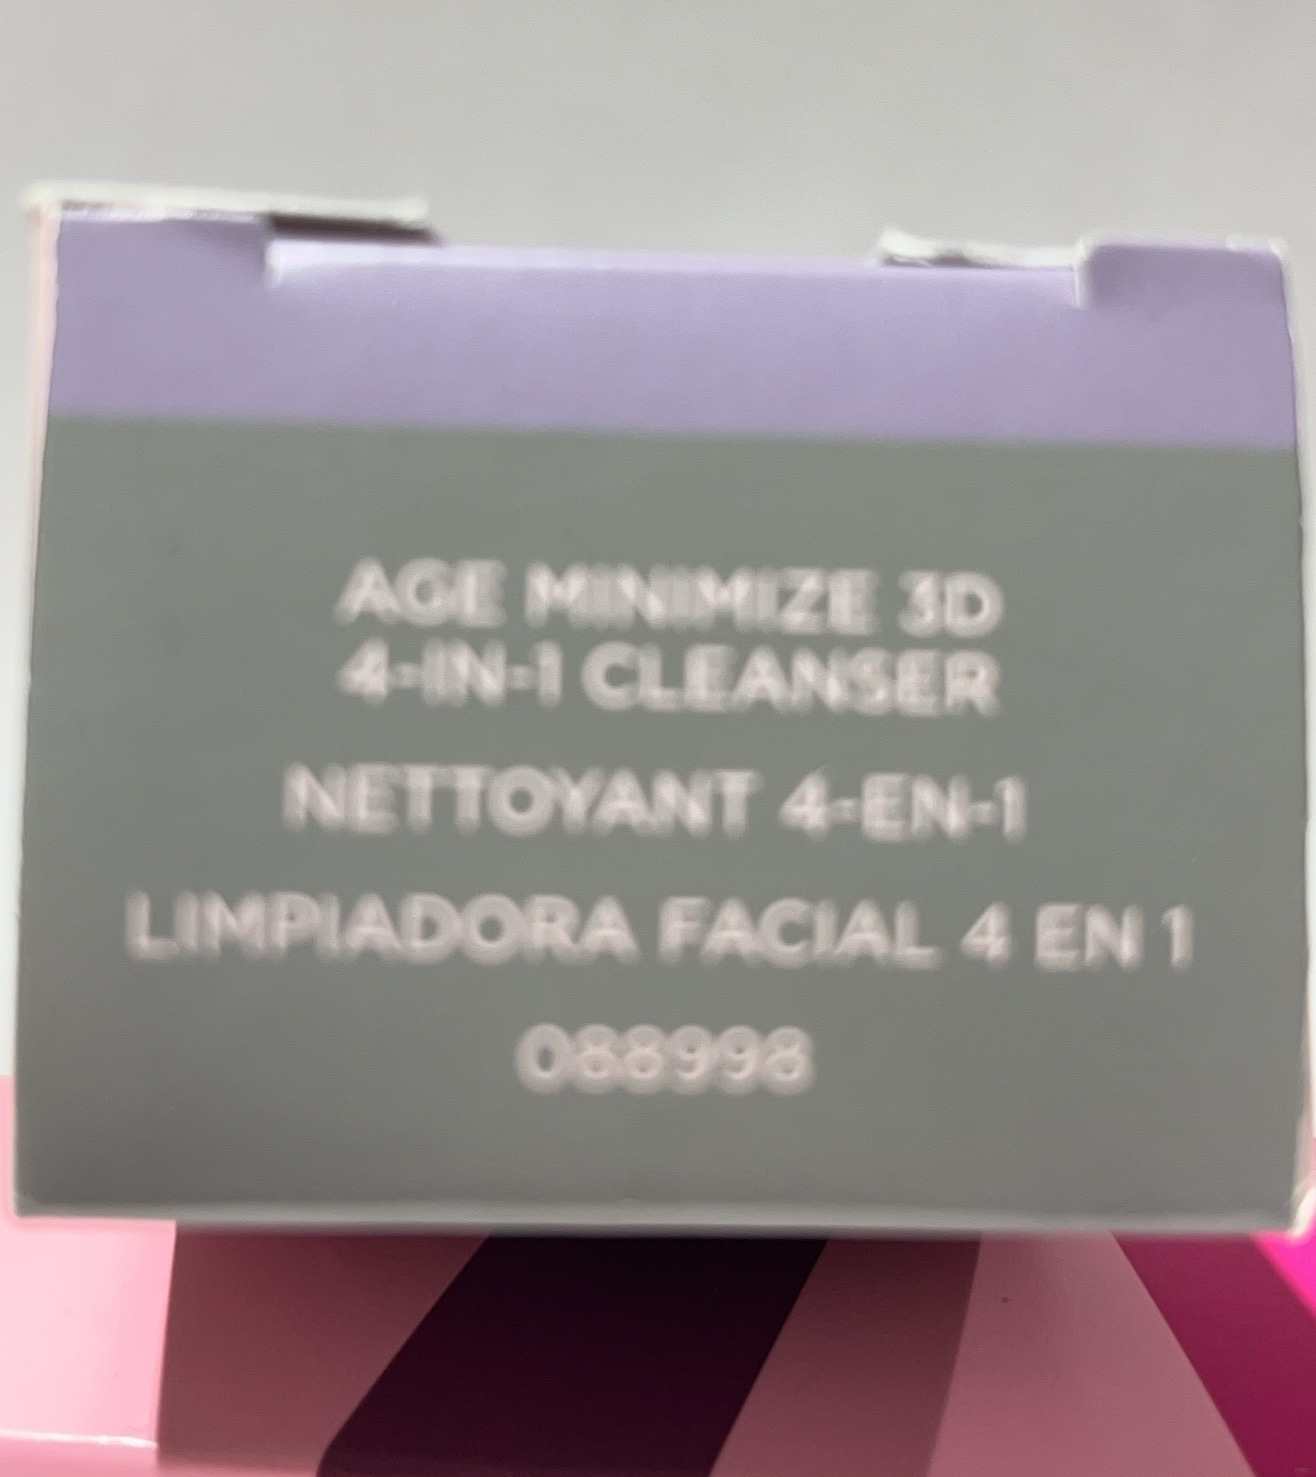 AGE MINIMIZE 3D
4-IN-1 CLEANSER
NETTOYANT 4-EN-1
LIMPIADORA FACIAL 4 EN 1
088998